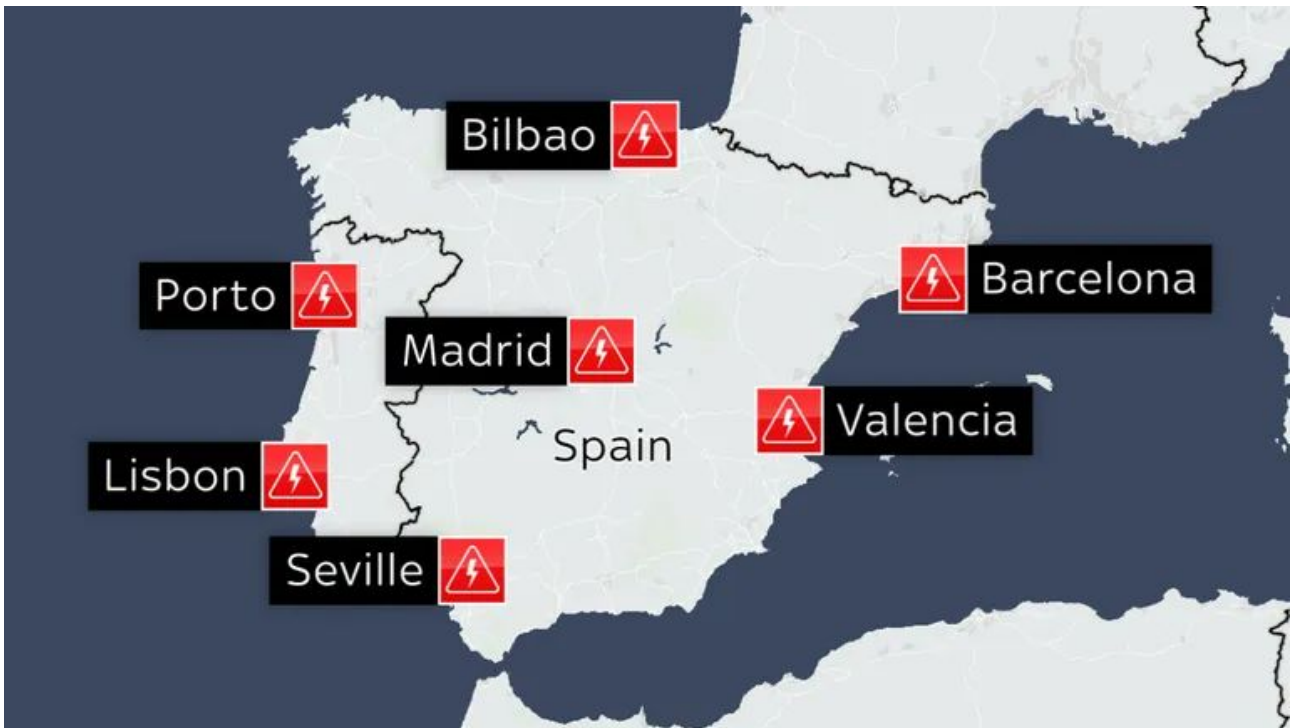 Bilbao
Porto
Barcelona
Madrid
Valencia
Spain
Lisbon
Seville